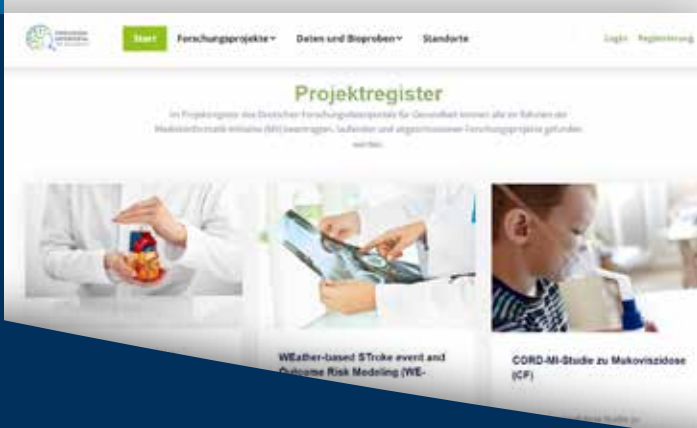 Start Forschungsprojekte Daten und Bioproben Standorte Login Registrierung
Projektregister
Im Projektregister des Deutschen Forschungsdatenportals für Gesundheit können alle im Rahmen der
Medizininformatik-Initiative (MII) beantragten, laufenden und abgeschlossenen Forschungsprojekte gefunden
werden.
WEather-based STroke event and
Outcome Risk Modeling (WE-
CORD-MI-Studie zu Mukoviszidose
(CF)